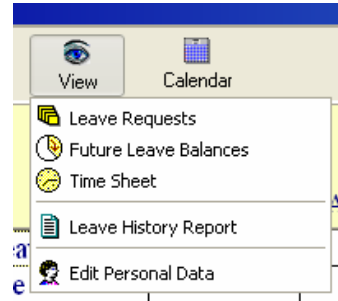 View Calendar
Leave Requests
Future Leave Balances
Time Sheet
Leave History Report
Edit Personal Data